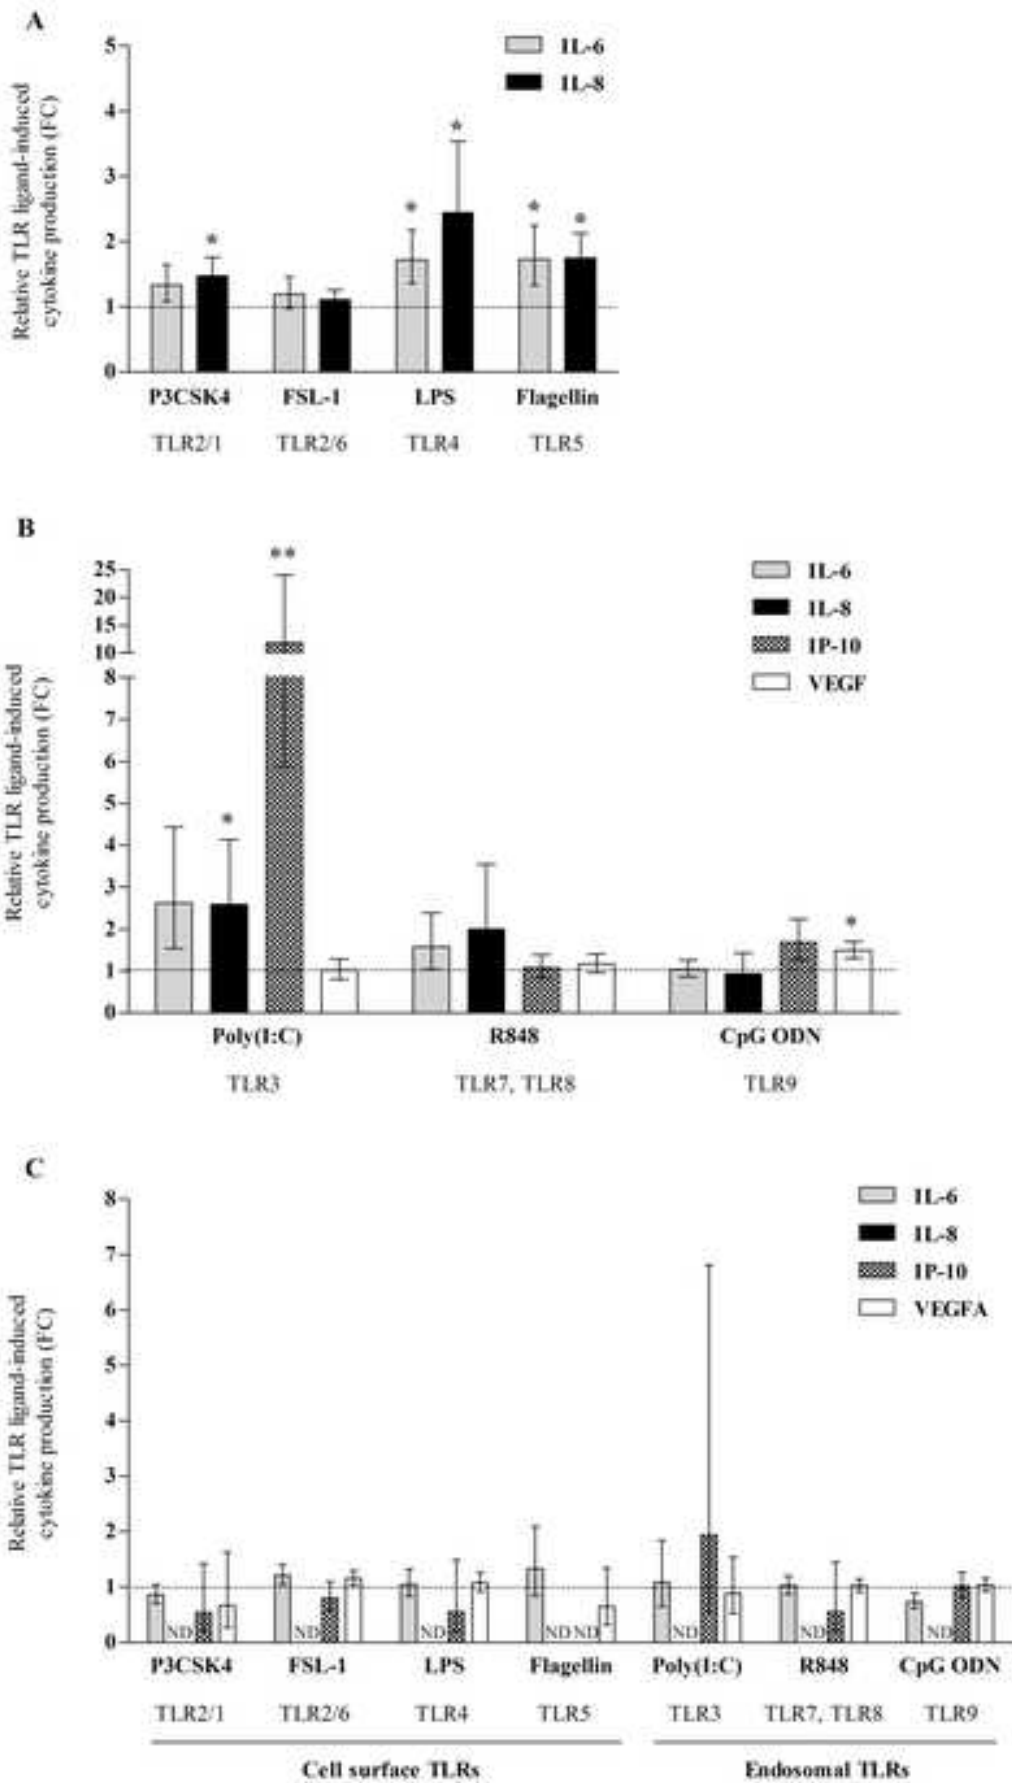 A
Relative TLR ligand-induced
cytokine production (FC)
5
4
3
2
1
0
IL-6
IL-8
*
*
*
*
*
P3CSK4 FSL-1 LPS Flagellin
TLR2/1 TLR2/6 TLR4 TLR5
B
Relative TLR ligand-induced
cytokine production (FC)
25
20
15
10
8
7
6
5
4
3
2
1
0
IL-6
IL-8
IP-10
VEGF
**
*
*
Poly(I:C) R848 CpG ODN
TLR3 TLR7, TLR8 TLR9
C
Relative TLR ligand-induced
cytokine production (FC)
8
7
6
5
4
3
2
1
0
IL-6
IL-8
IP-10
VEGFA
ND ND ND ND ND ND ND ND
P3CSK4 FSL-1 LPS Flagellin Poly(I:C) R848 CpG ODN
TLR2/1 TLR2/6 TLR4 TLR5 TLR3 TLR7, TLR8 TLR9
Cell surface TLRs Endosomal TLRs